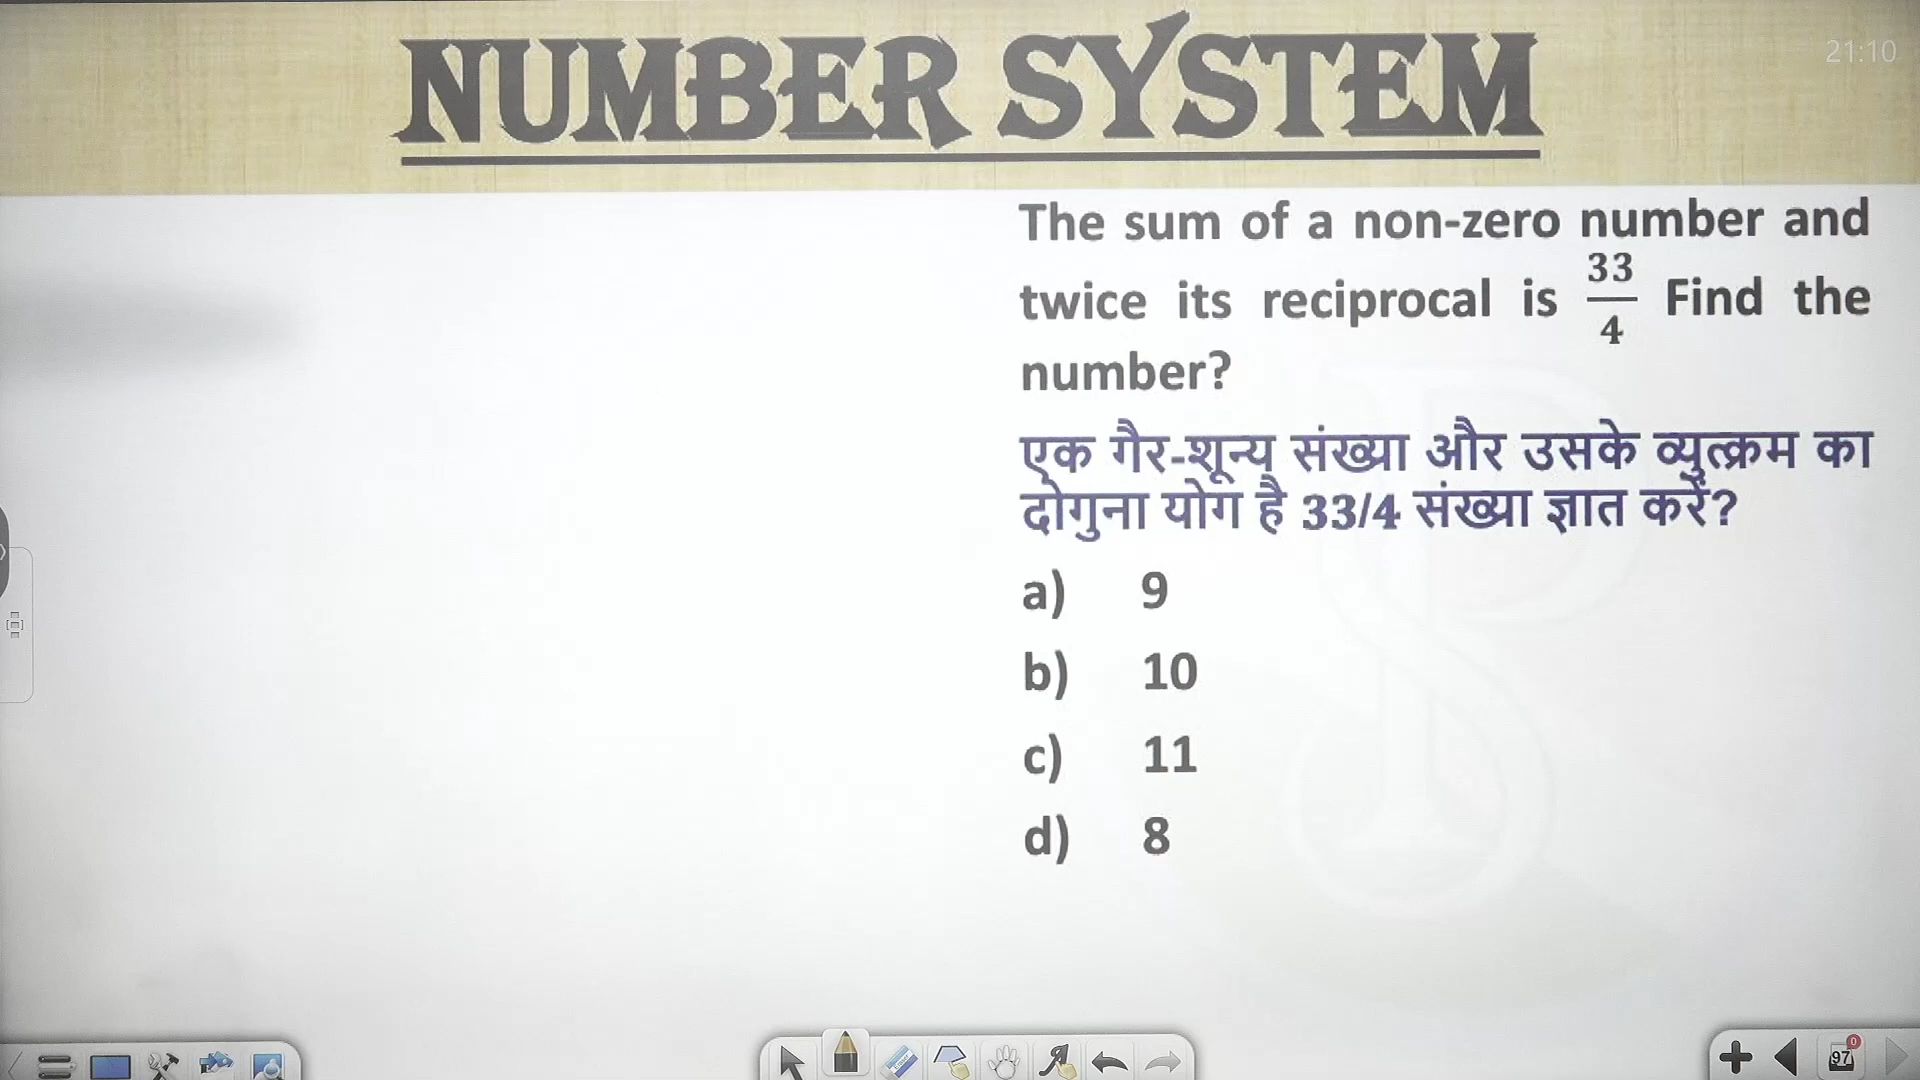 NUMBER SYSTEM
21:10
The sum of a non-zero number and
twice its reciprocal is 33/4 Find the
number?
एक गैर-शून्य संख्या और उसके व्युत्क्रम का
दोगुना योग है 33/4 संख्या ज्ञात करें?
a) 9
b) 10
c) 11
d) 8
97
0